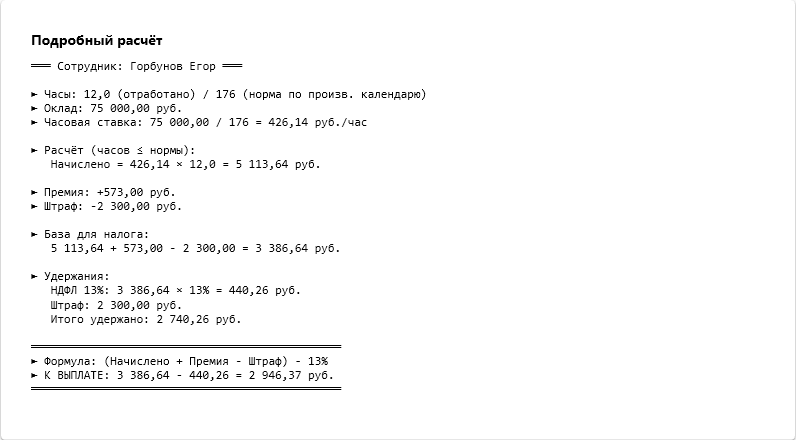 Подробный расчёт
═══ Сотрудник: Горбунов Егор ═══
► Часы: 12,0 (отработано) / 176 (норма по произв. календарю)
► Оклад: 75 000,00 руб.
► Часовая ставка: 75 000,00 / 176 = 426,14 руб./час
► Расчёт (часов ≤ нормы):
Начислено = 426,14 × 12,0 = 5 113,64 руб.
► Премия: +573,00 руб.
► Штраф: -2 300,00 руб.
► База для налога:
5 113,64 + 573,00 - 2 300,00 = 3 386,64 руб.
► Удержания:
НДФЛ 13%: 3 386,64 × 13% = 440,26 руб.
Штраф: 2 300,00 руб.
Итого удержано: 2 740,26 руб.
► Формула: (Начислено + Премия - Штраф) - 13%
► К ВЫПЛАТЕ: 3 386,64 - 440,26 = 2 946,37 руб.